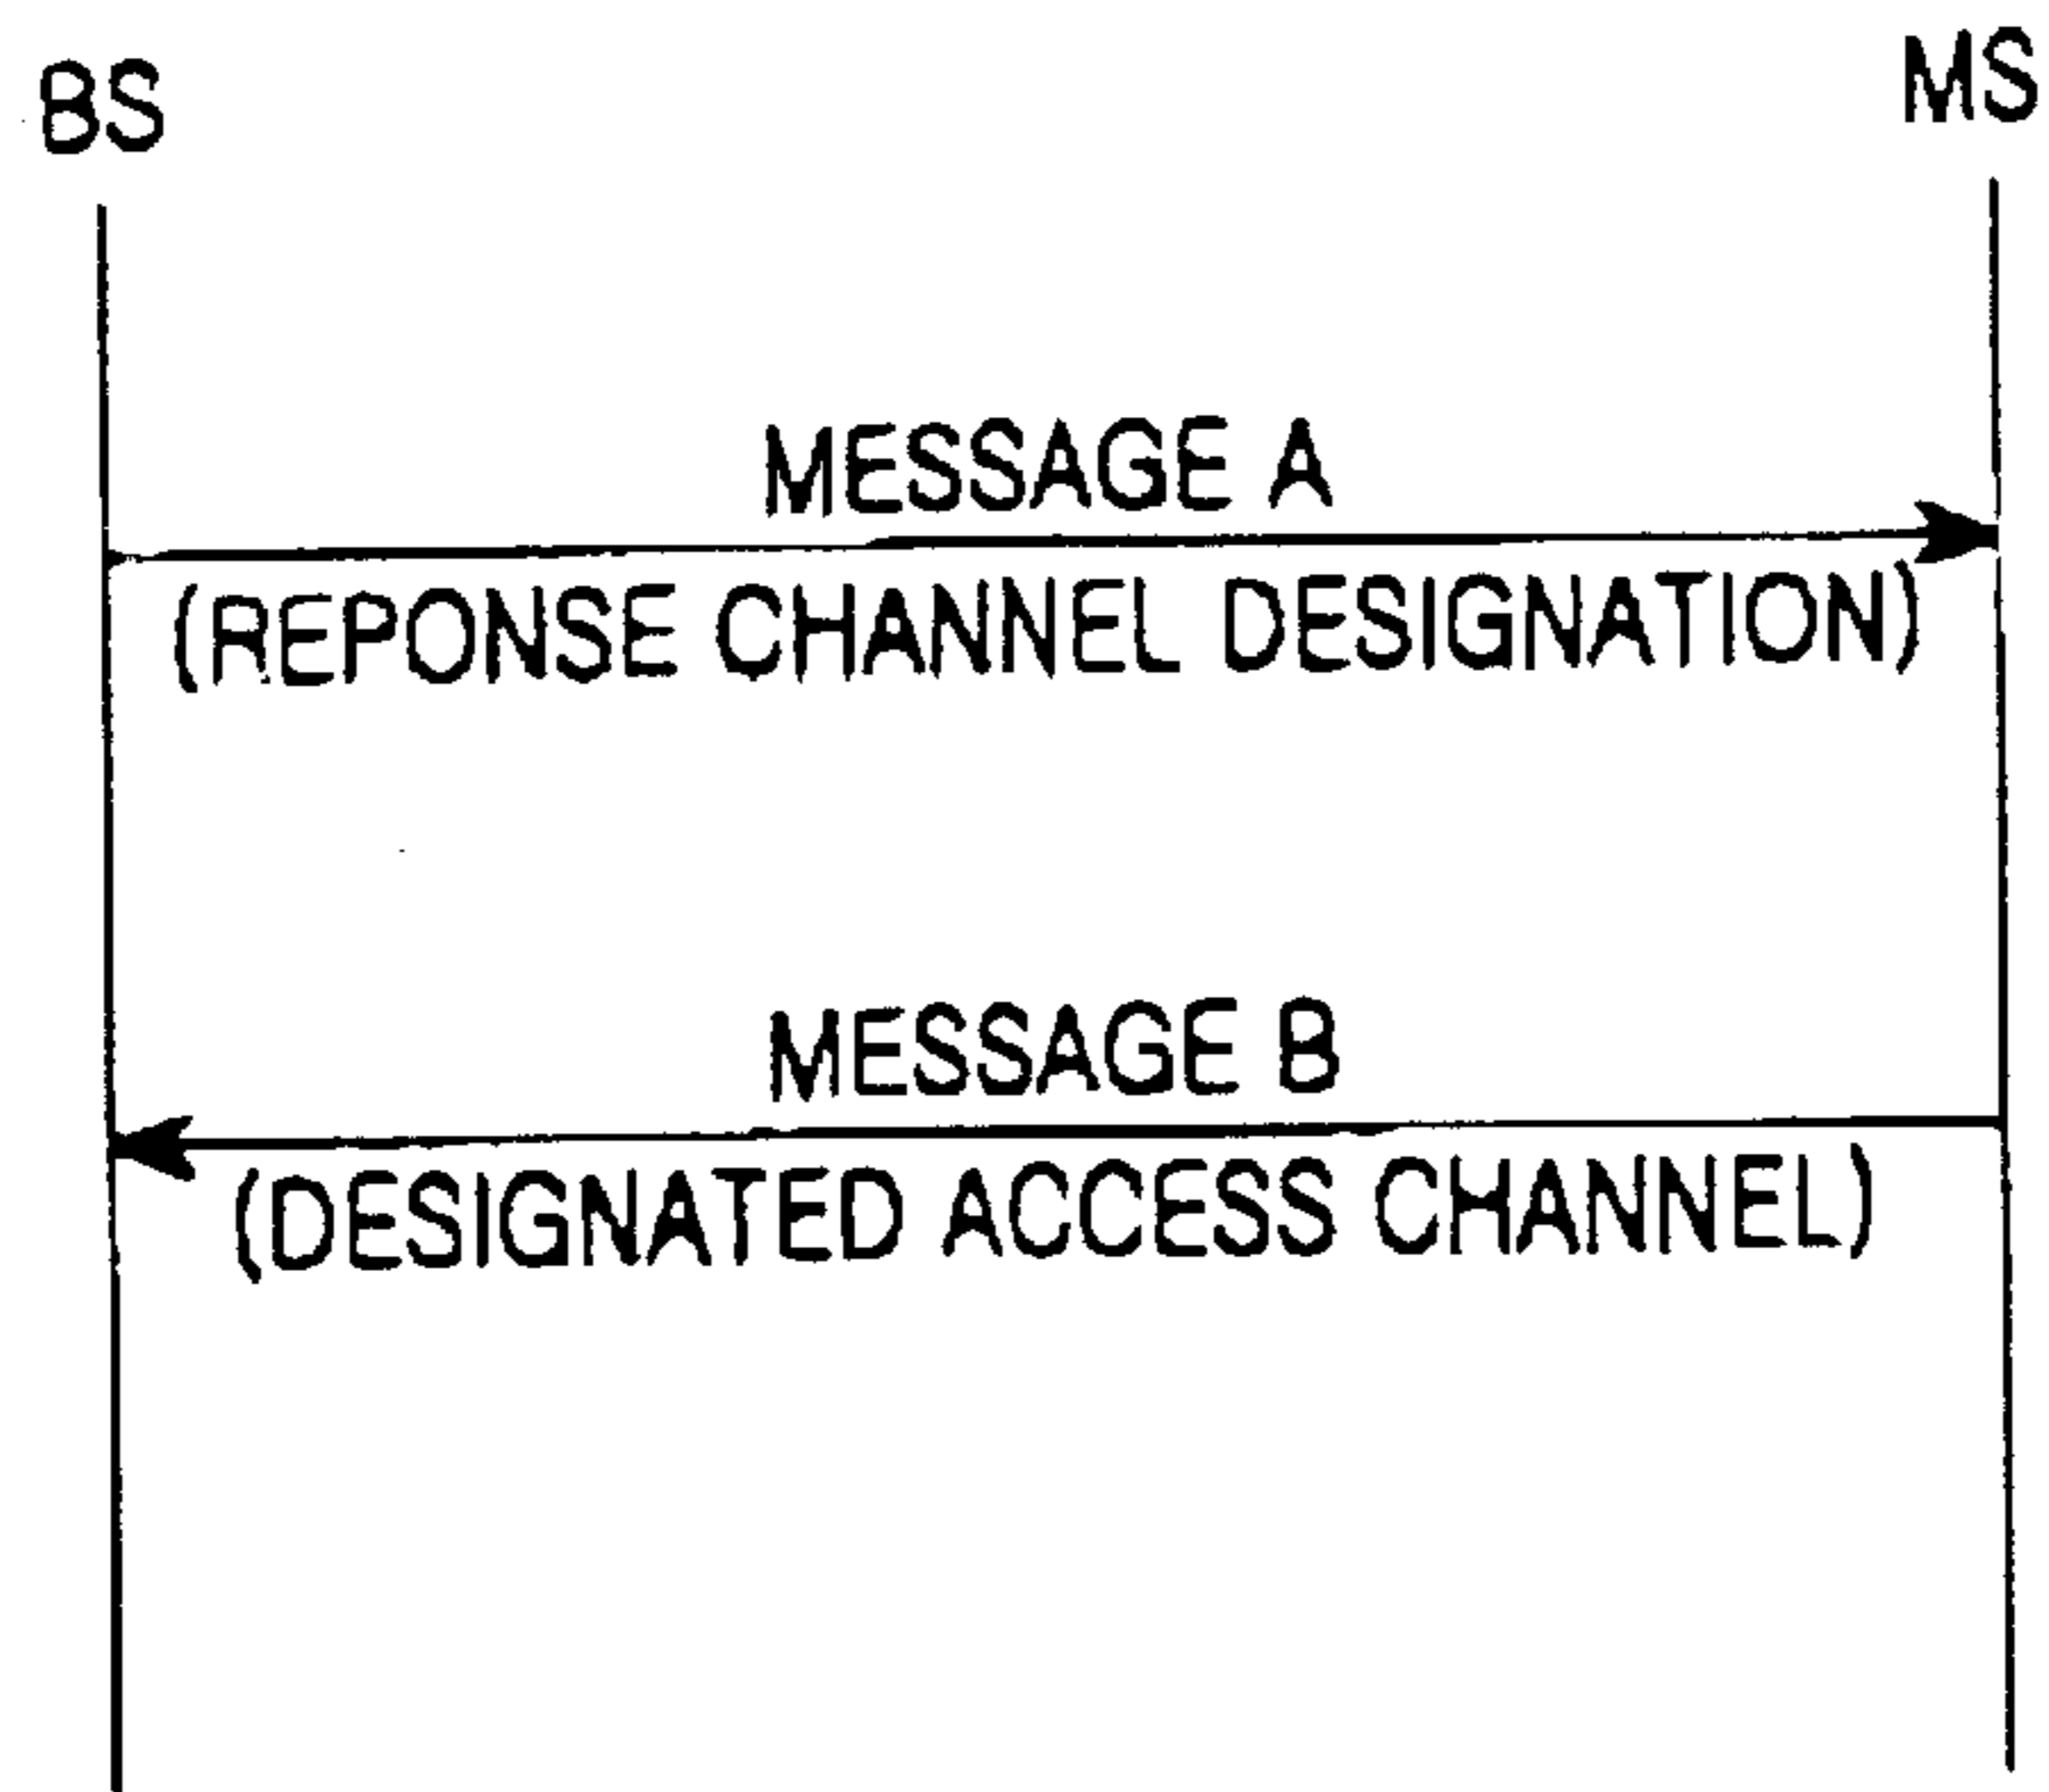 BS MS
MESSAGE A
(REPONSE CHANNEL DESIGNATION)
MESSAGE B
(DESIGNATED ACCESS CHANNEL)